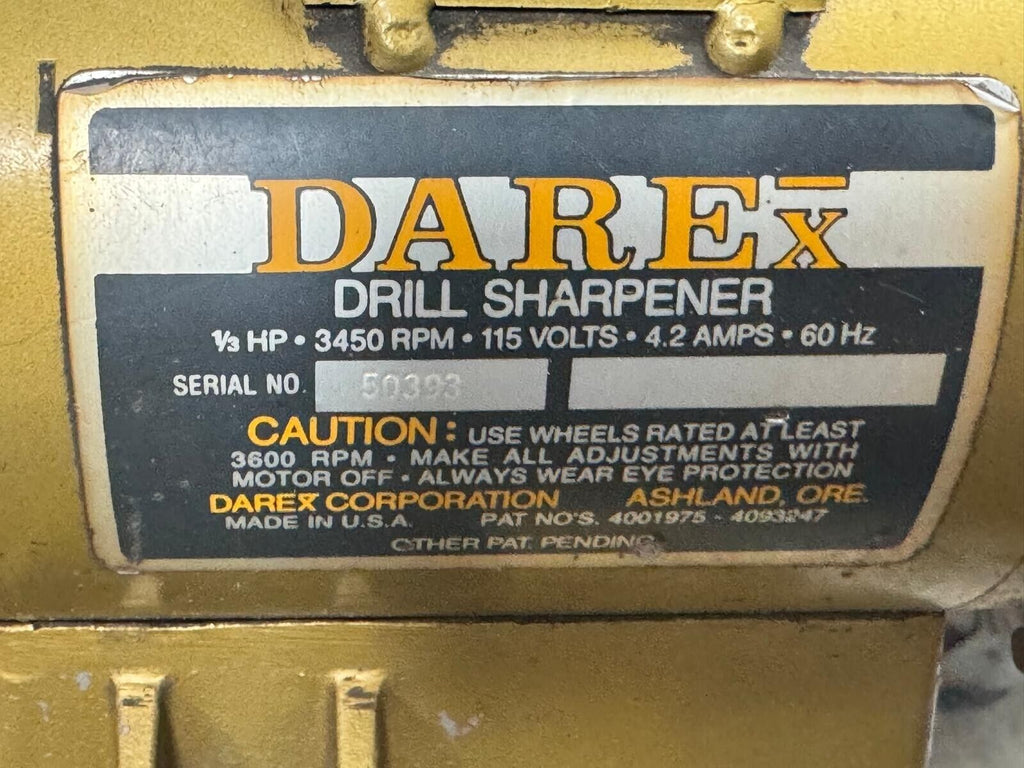 DAREX
DRILL SHARPENER
1/3 HP • 3450 RPM • 115 VOLTS • 4.2 AMPS • 60 Hz
SERIAL NO. 50393
CAUTION: USE WHEELS RATED AT LEAST
3600 RPM • MAKE ALL ADJUSTMENTS WITH
MOTOR OFF • ALWAYS WEAR EYE PROTECTION
DAREX CORPORATION ASHLAND, ORE.
MADE IN U.S.A. PAT NO'S. 4001975 - 4093247
OTHER PAT. PENDING